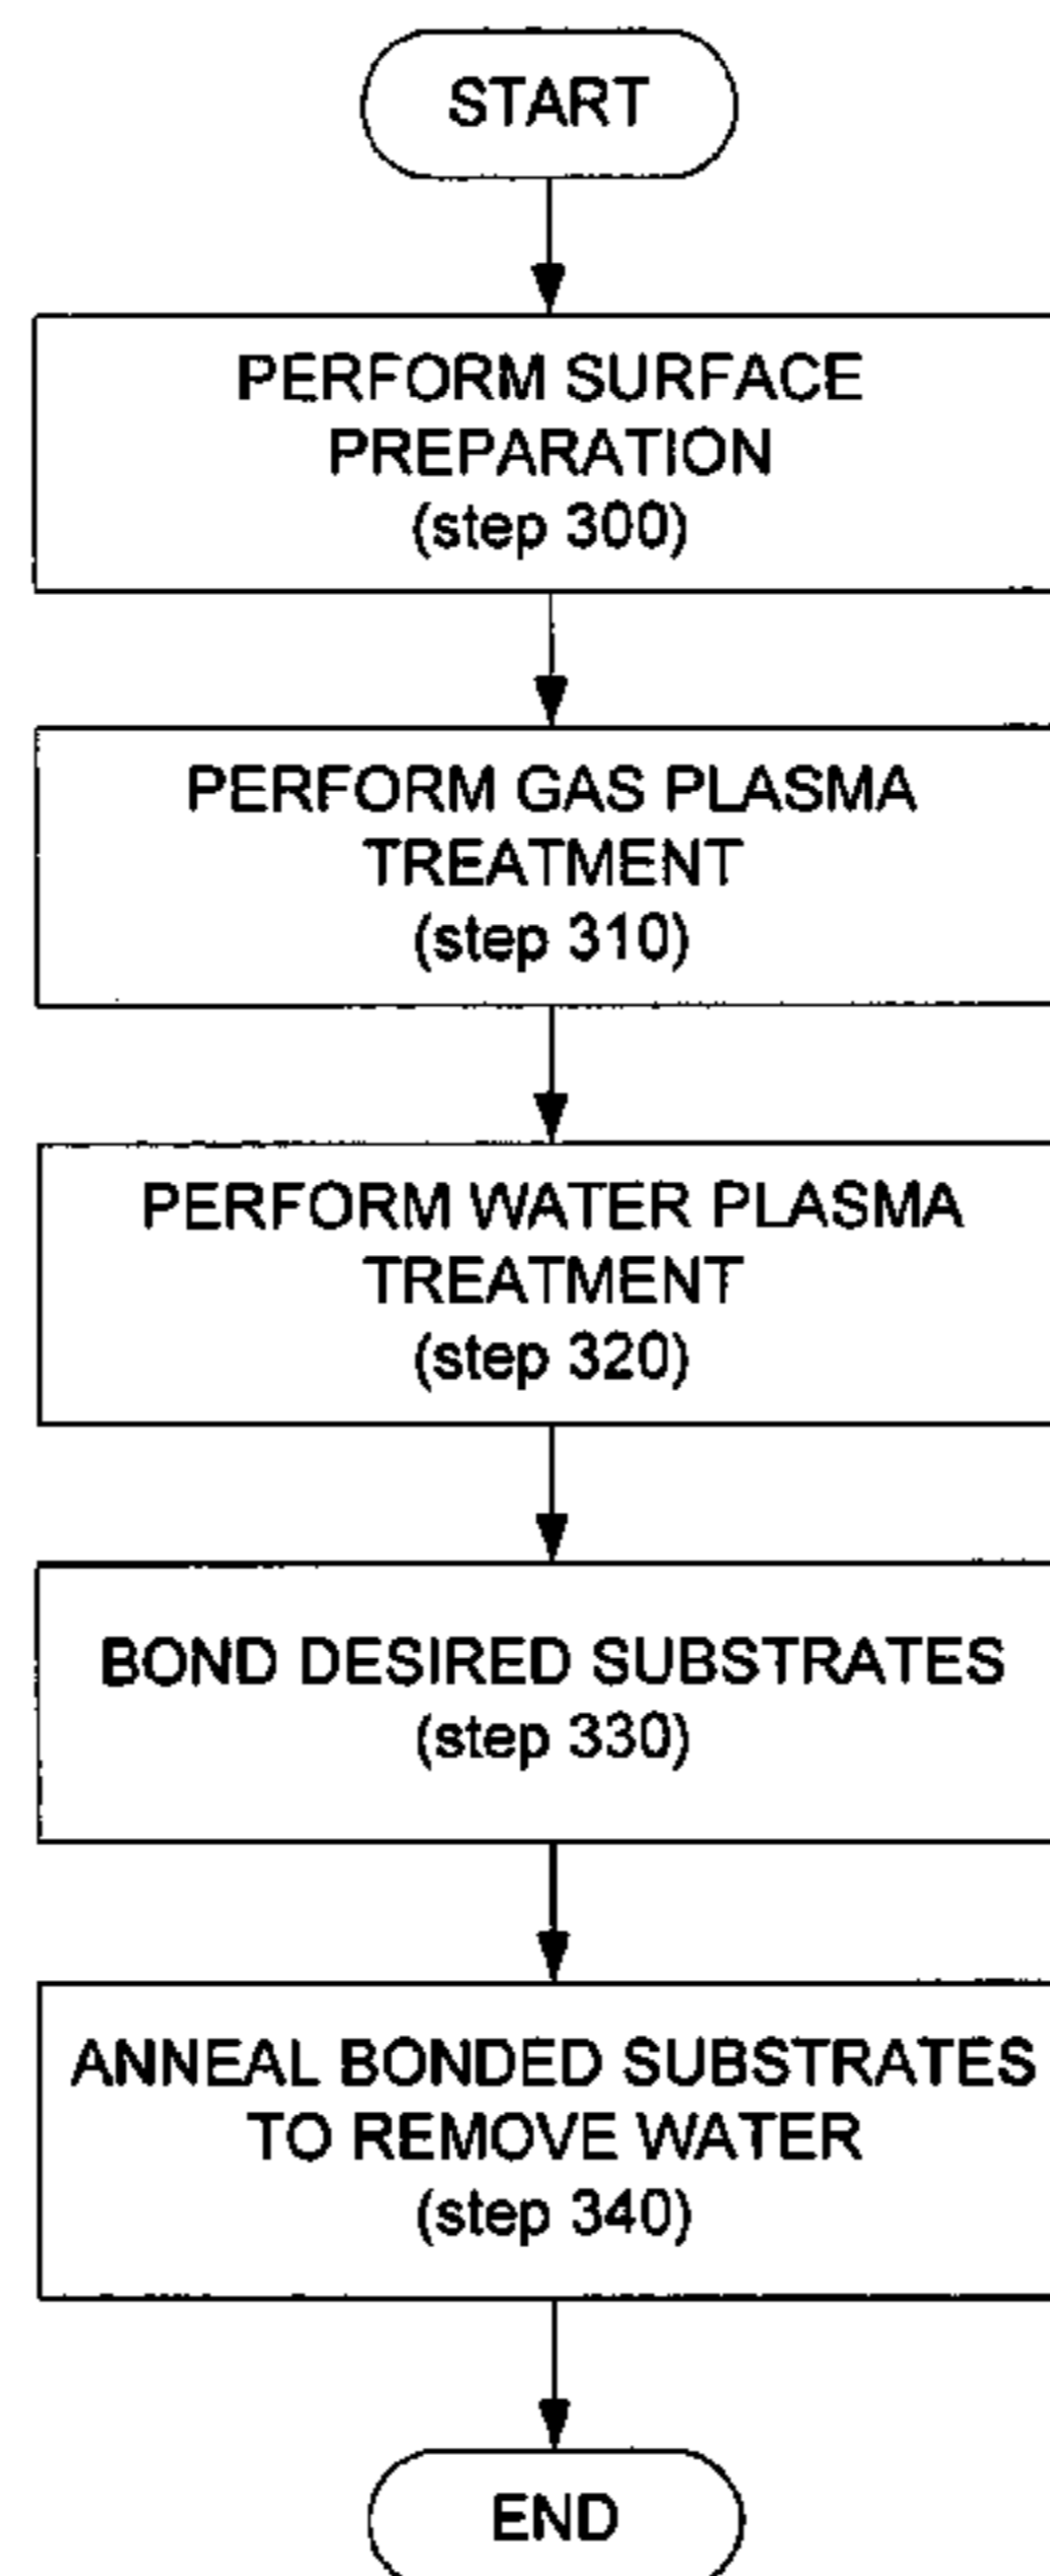 START
PERFORM SURFACE
PREPARATION
(step 300)
PERFORM GAS PLASMA
TREATMENT
(step 310)
PERFORM WATER PLASMA
TREATMENT
(step 320)
BOND DESIRED SUBSTRATES
(step 330)
ANNEAL BONDED SUBSTRATES
TO REMOVE WATER
(step 340)
END